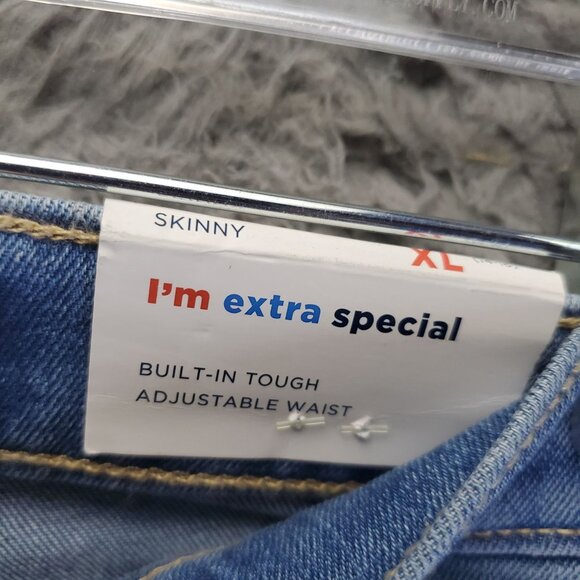 SKINNY
XL
I'm extra special
BUILT-IN TOUGH
ADJUSTABLE WAIST